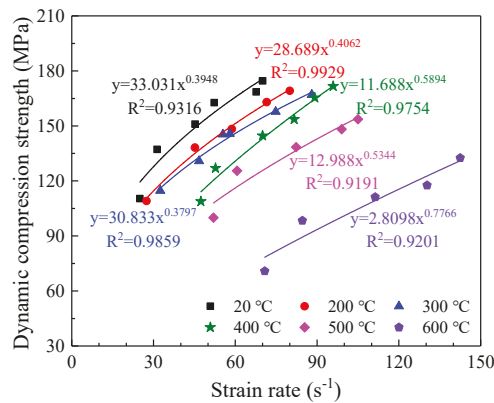 210
180
150
120
90
60
30
Dynamic compression strength (MPa)
y=33.031x^0.3948
R²=0.9316
y=28.689x^0.4062
R²=0.9929
y=11.688x^0.5894
R²=0.9754
y=12.988x^0.5344
R²=0.9191
y=30.833x^0.3797
R²=0.9859
y=2.8098x^0.7766
R²=0.9201
20 ℃ 200 ℃ 300 ℃
400 ℃ 500 ℃ 600 ℃
0 30 60 90 120 150
Strain rate (s⁻¹)